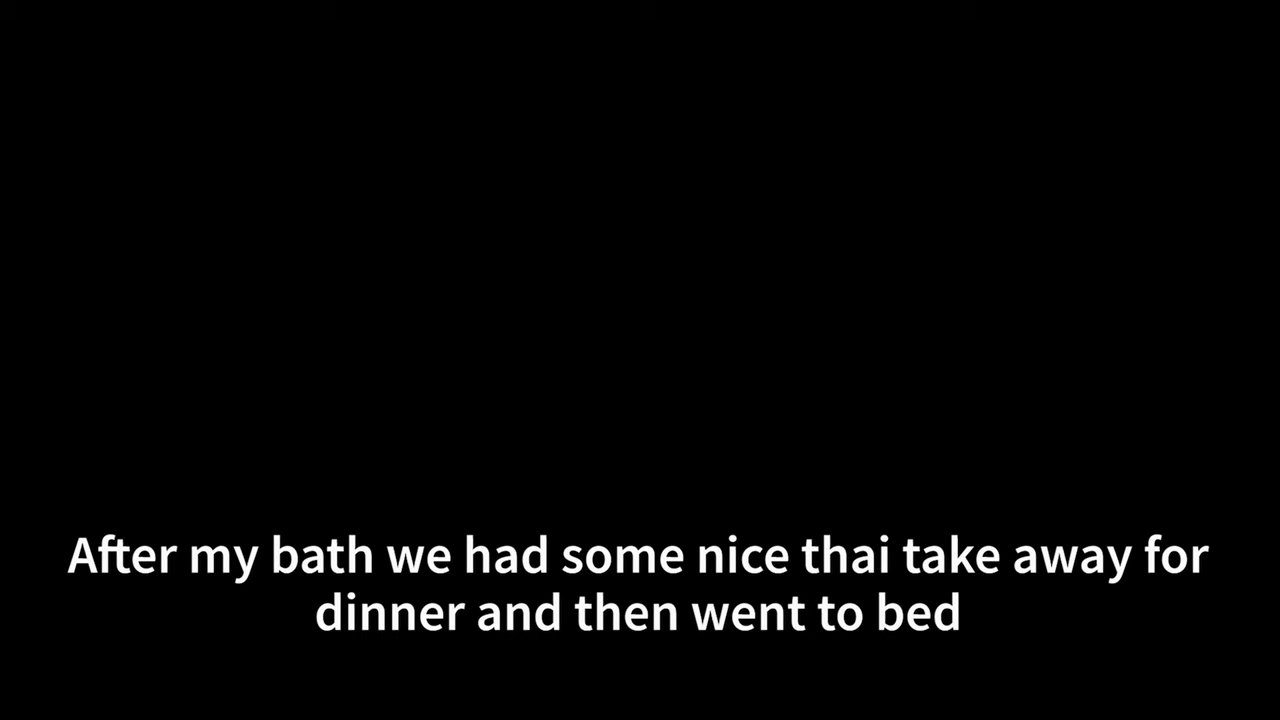 After my bath we had some nice thai take away for
dinner and then went to bed